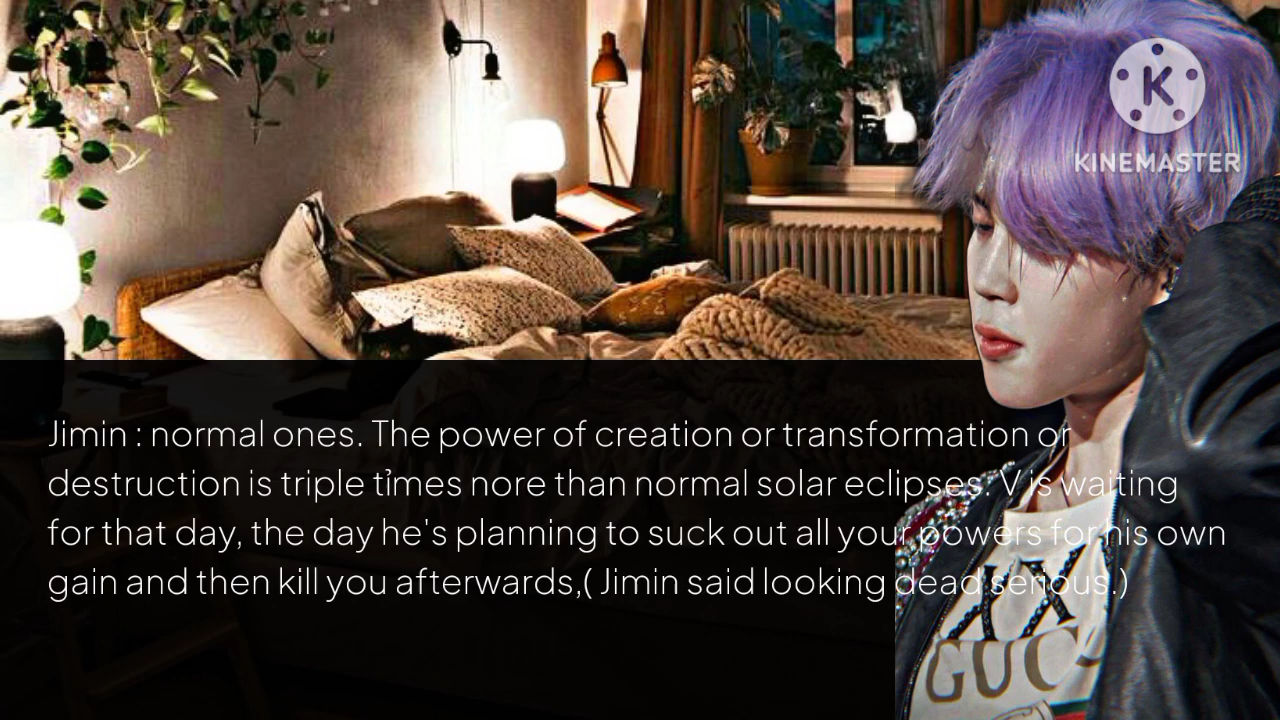 K
KINEMASTER
Jimin : normal ones. The power of creation or transformation or
destruction is triple times nore than normal solar eclipses. V is waiting
for that day, the day he's planning to suck out all your powers for his own
gain and then kill you afterwards,( Jimin said looking dead serious.)
XX
GUCC